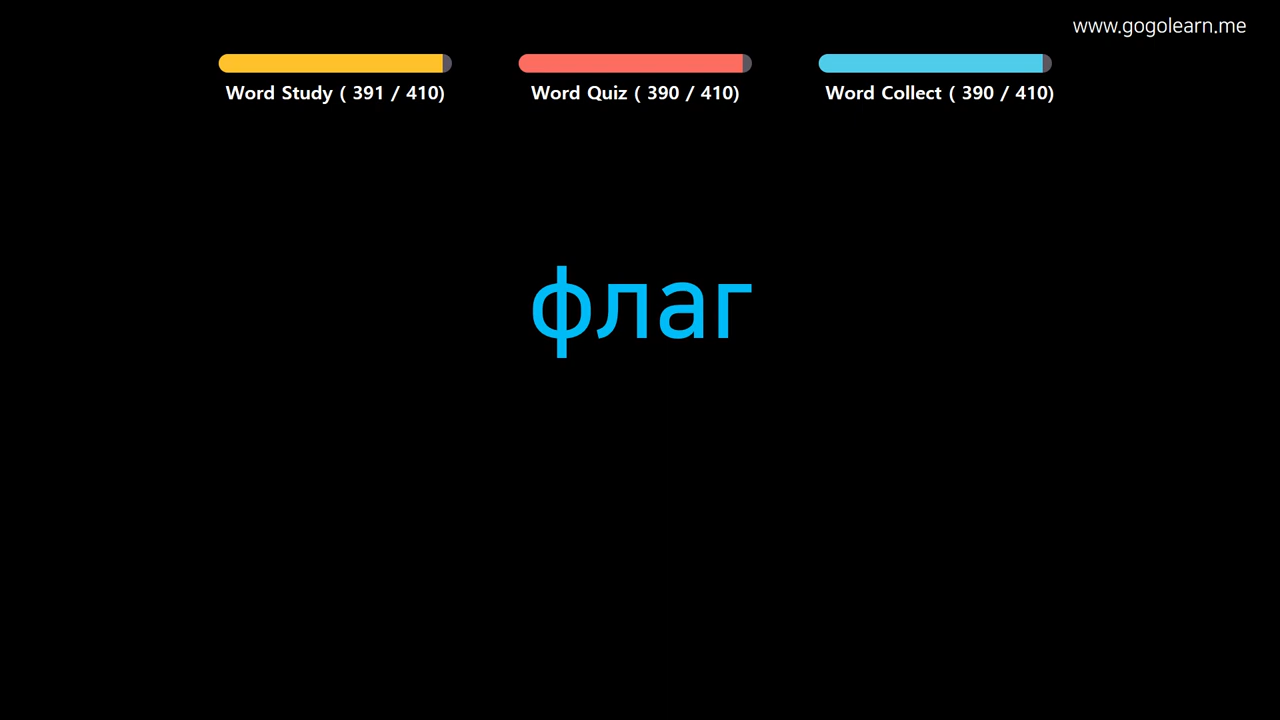 www.gogolearn.me
Word Study ( 391 / 410)
Word Quiz ( 390 / 410)
Word Collect ( 390 / 410)
флаг